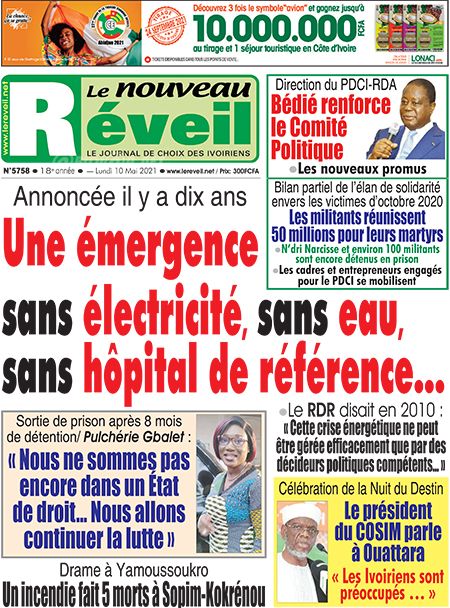 Découvrez 3 fois le symbole "avion" et gagnez jusqu'à
10.000.000 FCFA
au tirage et 1 séjour touristique en Côte d'Ivoire
TICKETS DISPONIBLES DANS TOUS LES POINTS DE VENTE.
Abidjan 2021
LONACI
www.lereveil.net
Le nouveau
Réveil
LE JOURNAL DE CHOIX DES IVOIRIENS
N°5758 • 18e année • — Lundi 10 Mai 2021 • www.lereveil.net/ Prix: 300FCFA
Direction du PDCI-RDA
Bédié renforce
le Comité
Politique
•Les nouveaux promus
Bilan partiel de l'élan de solidarité
envers les victimes d'octobre 2020
Les militants réunissent
50 millions pour leurs martyrs
•N'dri Narcisse et environ 100 militants
sont encore détenus en prison
•Les cadres et entrepreneurs engagés
pour le PDCI se mobilisent
Annoncée il y a dix ans
Une émergence
sans électricité, sans eau,
sans hôpital de référence...
Sortie de prison après 8 mois
de détention/ Pulchérie Gbalet :
« Nous ne sommes pas
encore dans un État
de droit... Nous allons
continuer la lutte »
Drame à Yamoussoukro
Un incendie fait 5 morts à Sopim-Kokrénou
•Le RDR disait en 2010 :
« Cette crise énergétique ne peut
être gérée efficacement que par des
décideurs politiques compétents... »
Célébration de la Nuit du Destin
Le président
du COSIM parle
à Ouattara
« Les Ivoiriens sont
préoccupés ... »